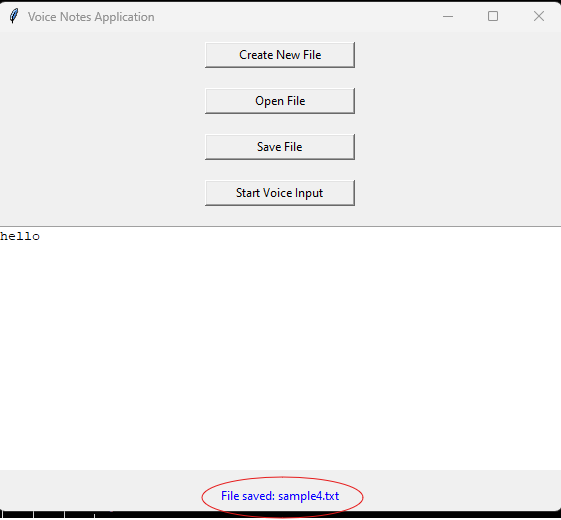 Voice Notes Application
Create New File
Open File
Save File
Start Voice Input
hello
File saved: sample4.txt